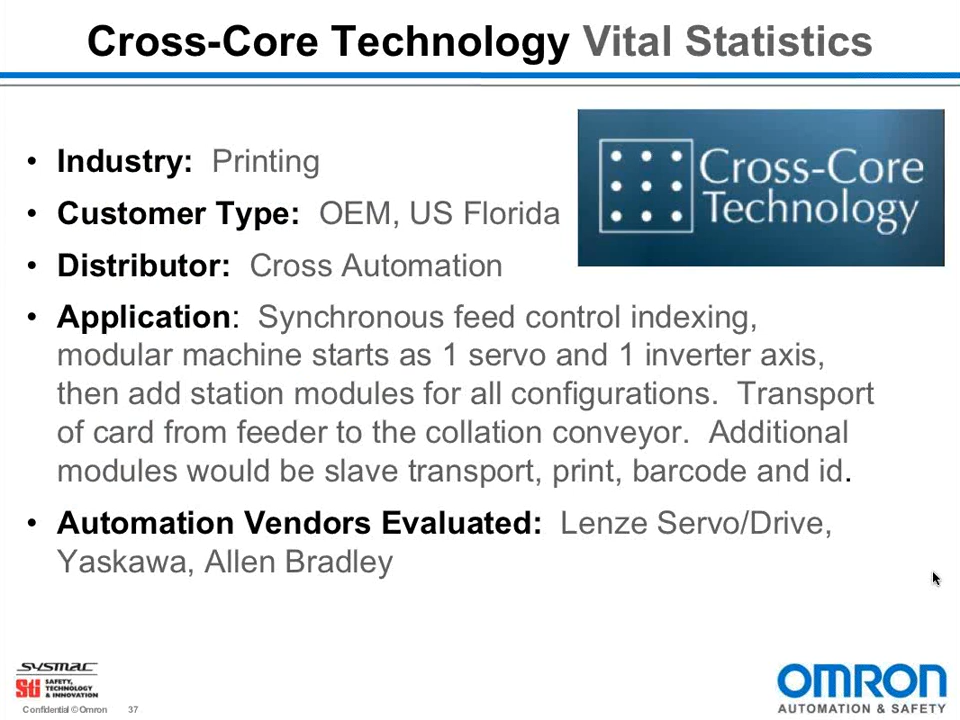 Cross-Core Technology Vital Statistics
• Industry: Printing
• Customer Type: OEM, US Florida
• Distributor: Cross Automation
• Application: Synchronous feed control indexing,
modular machine starts as 1 servo and 1 inverter axis,
then add station modules for all configurations. Transport
of card from feeder to the collation conveyor. Additional
modules would be slave transport, print, barcode and id.
• Automation Vendors Evaluated: Lenze Servo/Drive,
Yaskawa, Allen Bradley
Cross-Core
Technology
sysmac
Sti SAFETY,
TECHNOLOGY
& INNOVATION
Confidential © Omron 37
OMRON
AUTOMATION & SAFETY